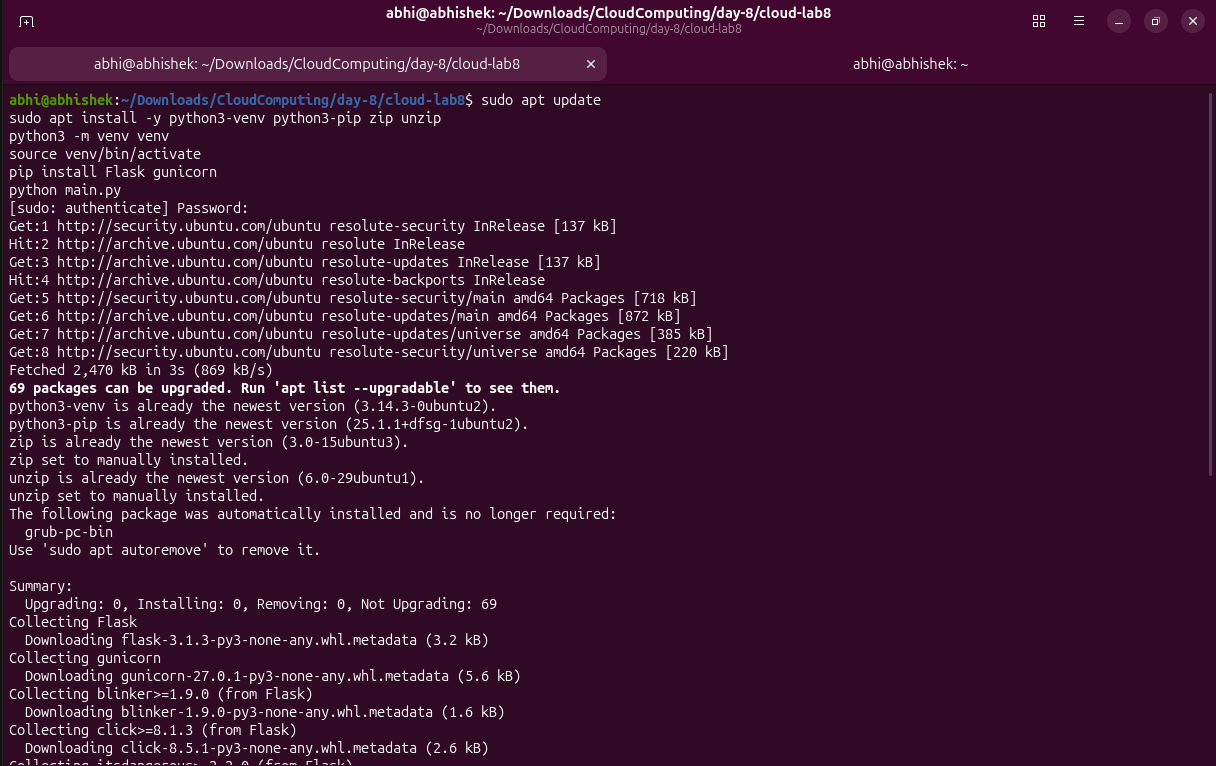 abhi@abhishek: ~/Downloads/CloudComputing/day-8/cloud-lab8
~/Downloads/CloudComputing/day-8/cloud-lab8
abhi@abhishek: ~/Downloads/CloudComputing/day-8/cloud-lab8
abhi@abhishek: ~
abhi@abhishek:~/Downloads/CloudComputing/day-8/cloud-lab8$ sudo apt update
sudo apt install -y python3-venv python3-pip zip unzip
python3 -m venv venv
source venv/bin/activate
pip install Flask gunicorn
python main.py
[sudo: authenticate] Password:
Get:1 http://security.ubuntu.com/ubuntu resolute-security InRelease [137 kB]
Hit:2 http://archive.ubuntu.com/ubuntu resolute InRelease
Get:3 http://archive.ubuntu.com/ubuntu resolute-updates InRelease [137 kB]
Hit:4 http://archive.ubuntu.com/ubuntu resolute-backports InRelease
Get:5 http://security.ubuntu.com/ubuntu resolute-security/main amd64 Packages [718 kB]
Get:6 http://archive.ubuntu.com/ubuntu resolute-updates/main amd64 Packages [872 kB]
Get:7 http://archive.ubuntu.com/ubuntu resolute-updates/universe amd64 Packages [385 kB]
Get:8 http://security.ubuntu.com/ubuntu resolute-security/universe amd64 Packages [220 kB]
Fetched 2,470 kB in 3s (869 kB/s)
69 packages can be upgraded. Run 'apt list --upgradable' to see them.
python3-venv is already the newest version (3.14.3-0ubuntu2).
python3-pip is already the newest version (25.1.1+dfsg-1ubuntu2).
zip is already the newest version (3.0-15ubuntu3).
zip set to manually installed.
unzip is already the newest version (6.0-29ubuntu1).
unzip set to manually installed.
The following package was automatically installed and is no longer required:
  grub-pc-bin
Use 'sudo apt autoremove' to remove it.
Summary:
  Upgrading: 0, Installing: 0, Removing: 0, Not Upgrading: 69
Collecting Flask
  Downloading flask-3.1.3-py3-none-any.whl.metadata (3.2 kB)
Collecting gunicorn
  Downloading gunicorn-27.0.1-py3-none-any.whl.metadata (5.6 kB)
Collecting blinker>=1.9.0 (from Flask)
  Downloading blinker-1.9.0-py3-none-any.whl.metadata (1.6 kB)
Collecting click>=8.1.3 (from Flask)
  Downloading click-8.5.1-py3-none-any.whl.metadata (2.6 kB)
Collecting itsdangerous>=2.2.0 (from Flask)